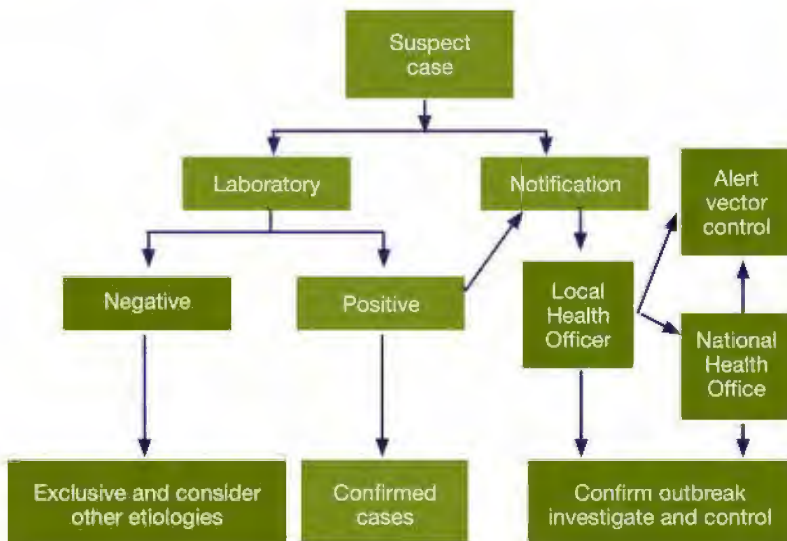 Suspect
case
Laboratory
Notification
Alert
vector
control
Negative
Positive
Local
Health
Officer
National
Health
Office
Exclusive and consider
other etiologies
Confirmed
cases
Confirm outbreak
investigate and control